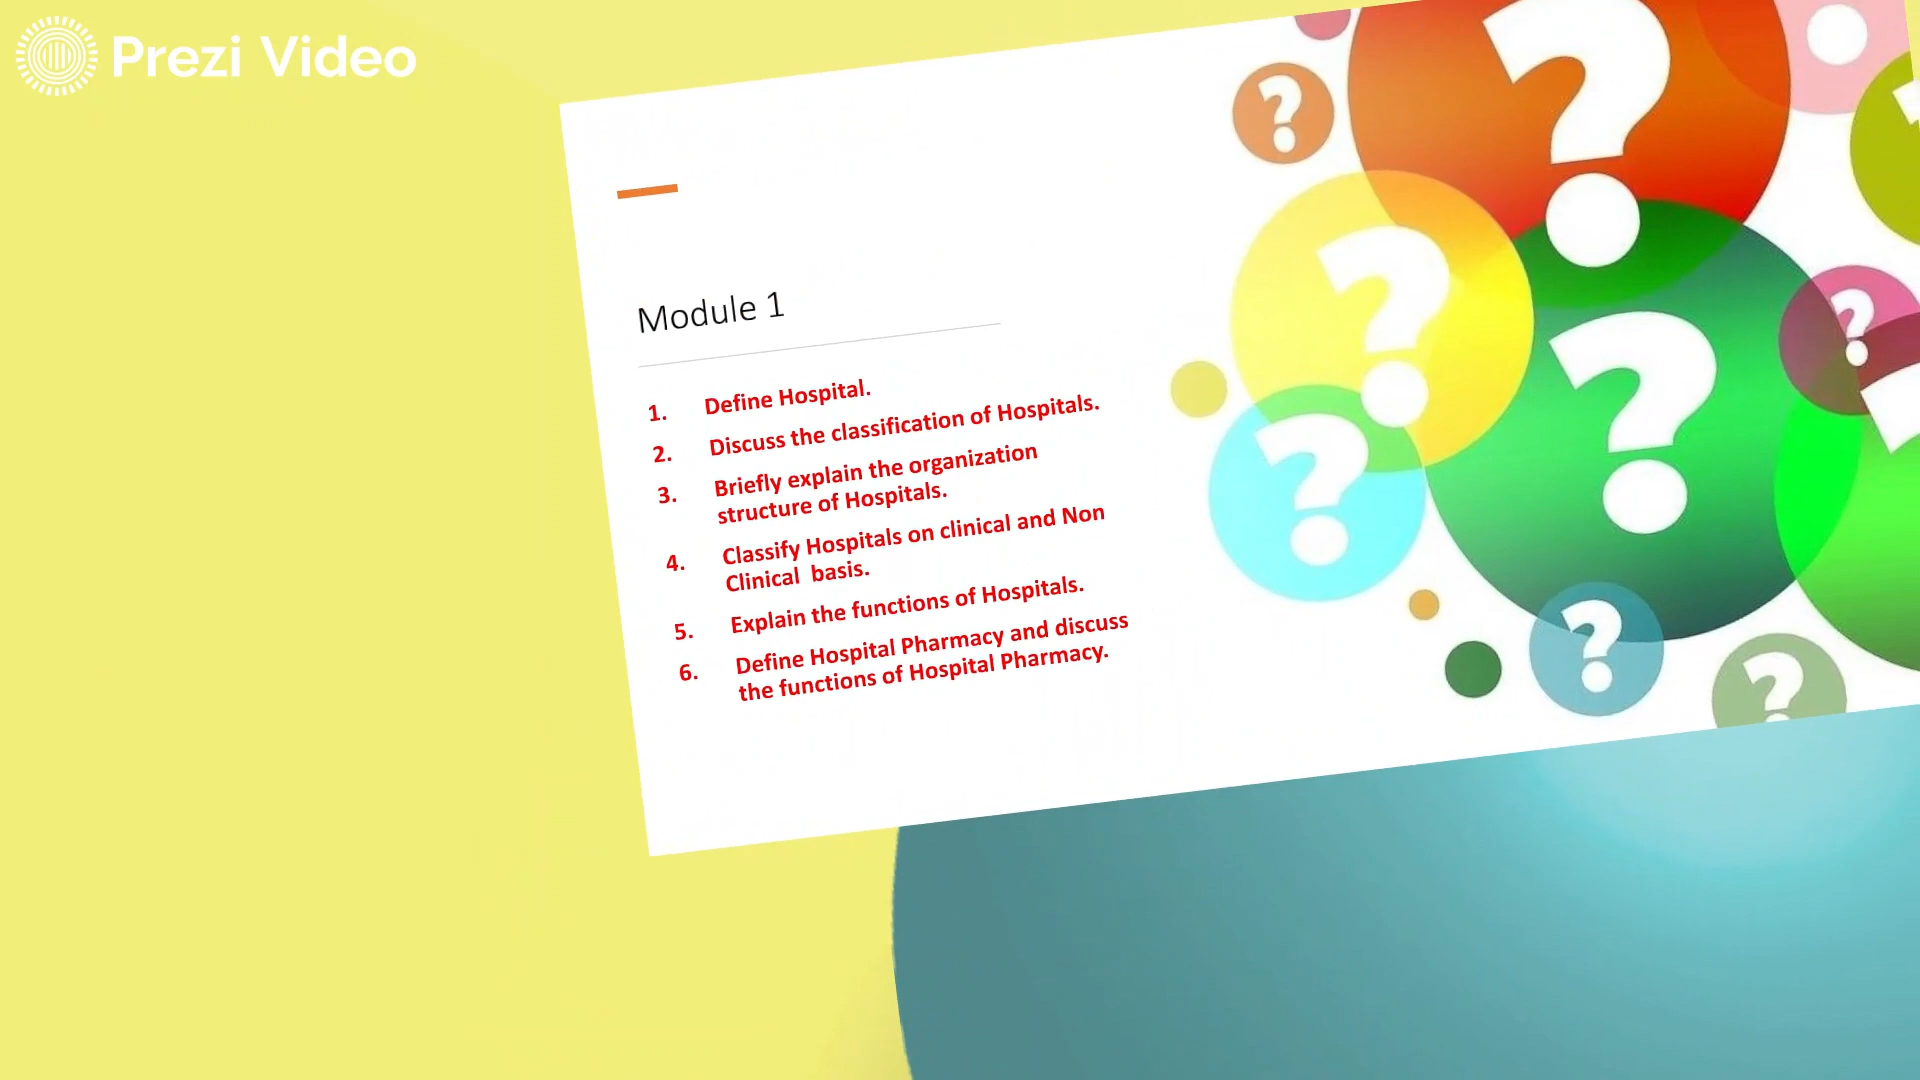 Prezi Video
Module 1
1. Define Hospital.
2. Discuss the classification of Hospitals.
3. Briefly explain the organization
structure of Hospitals.
4. Classify Hospitals on clinical and Non
Clinical basis.
5. Explain the functions of Hospitals.
6. Define Hospital Pharmacy and discuss
the functions of Hospital Pharmacy.
? ? ? ? ? ? ? ?